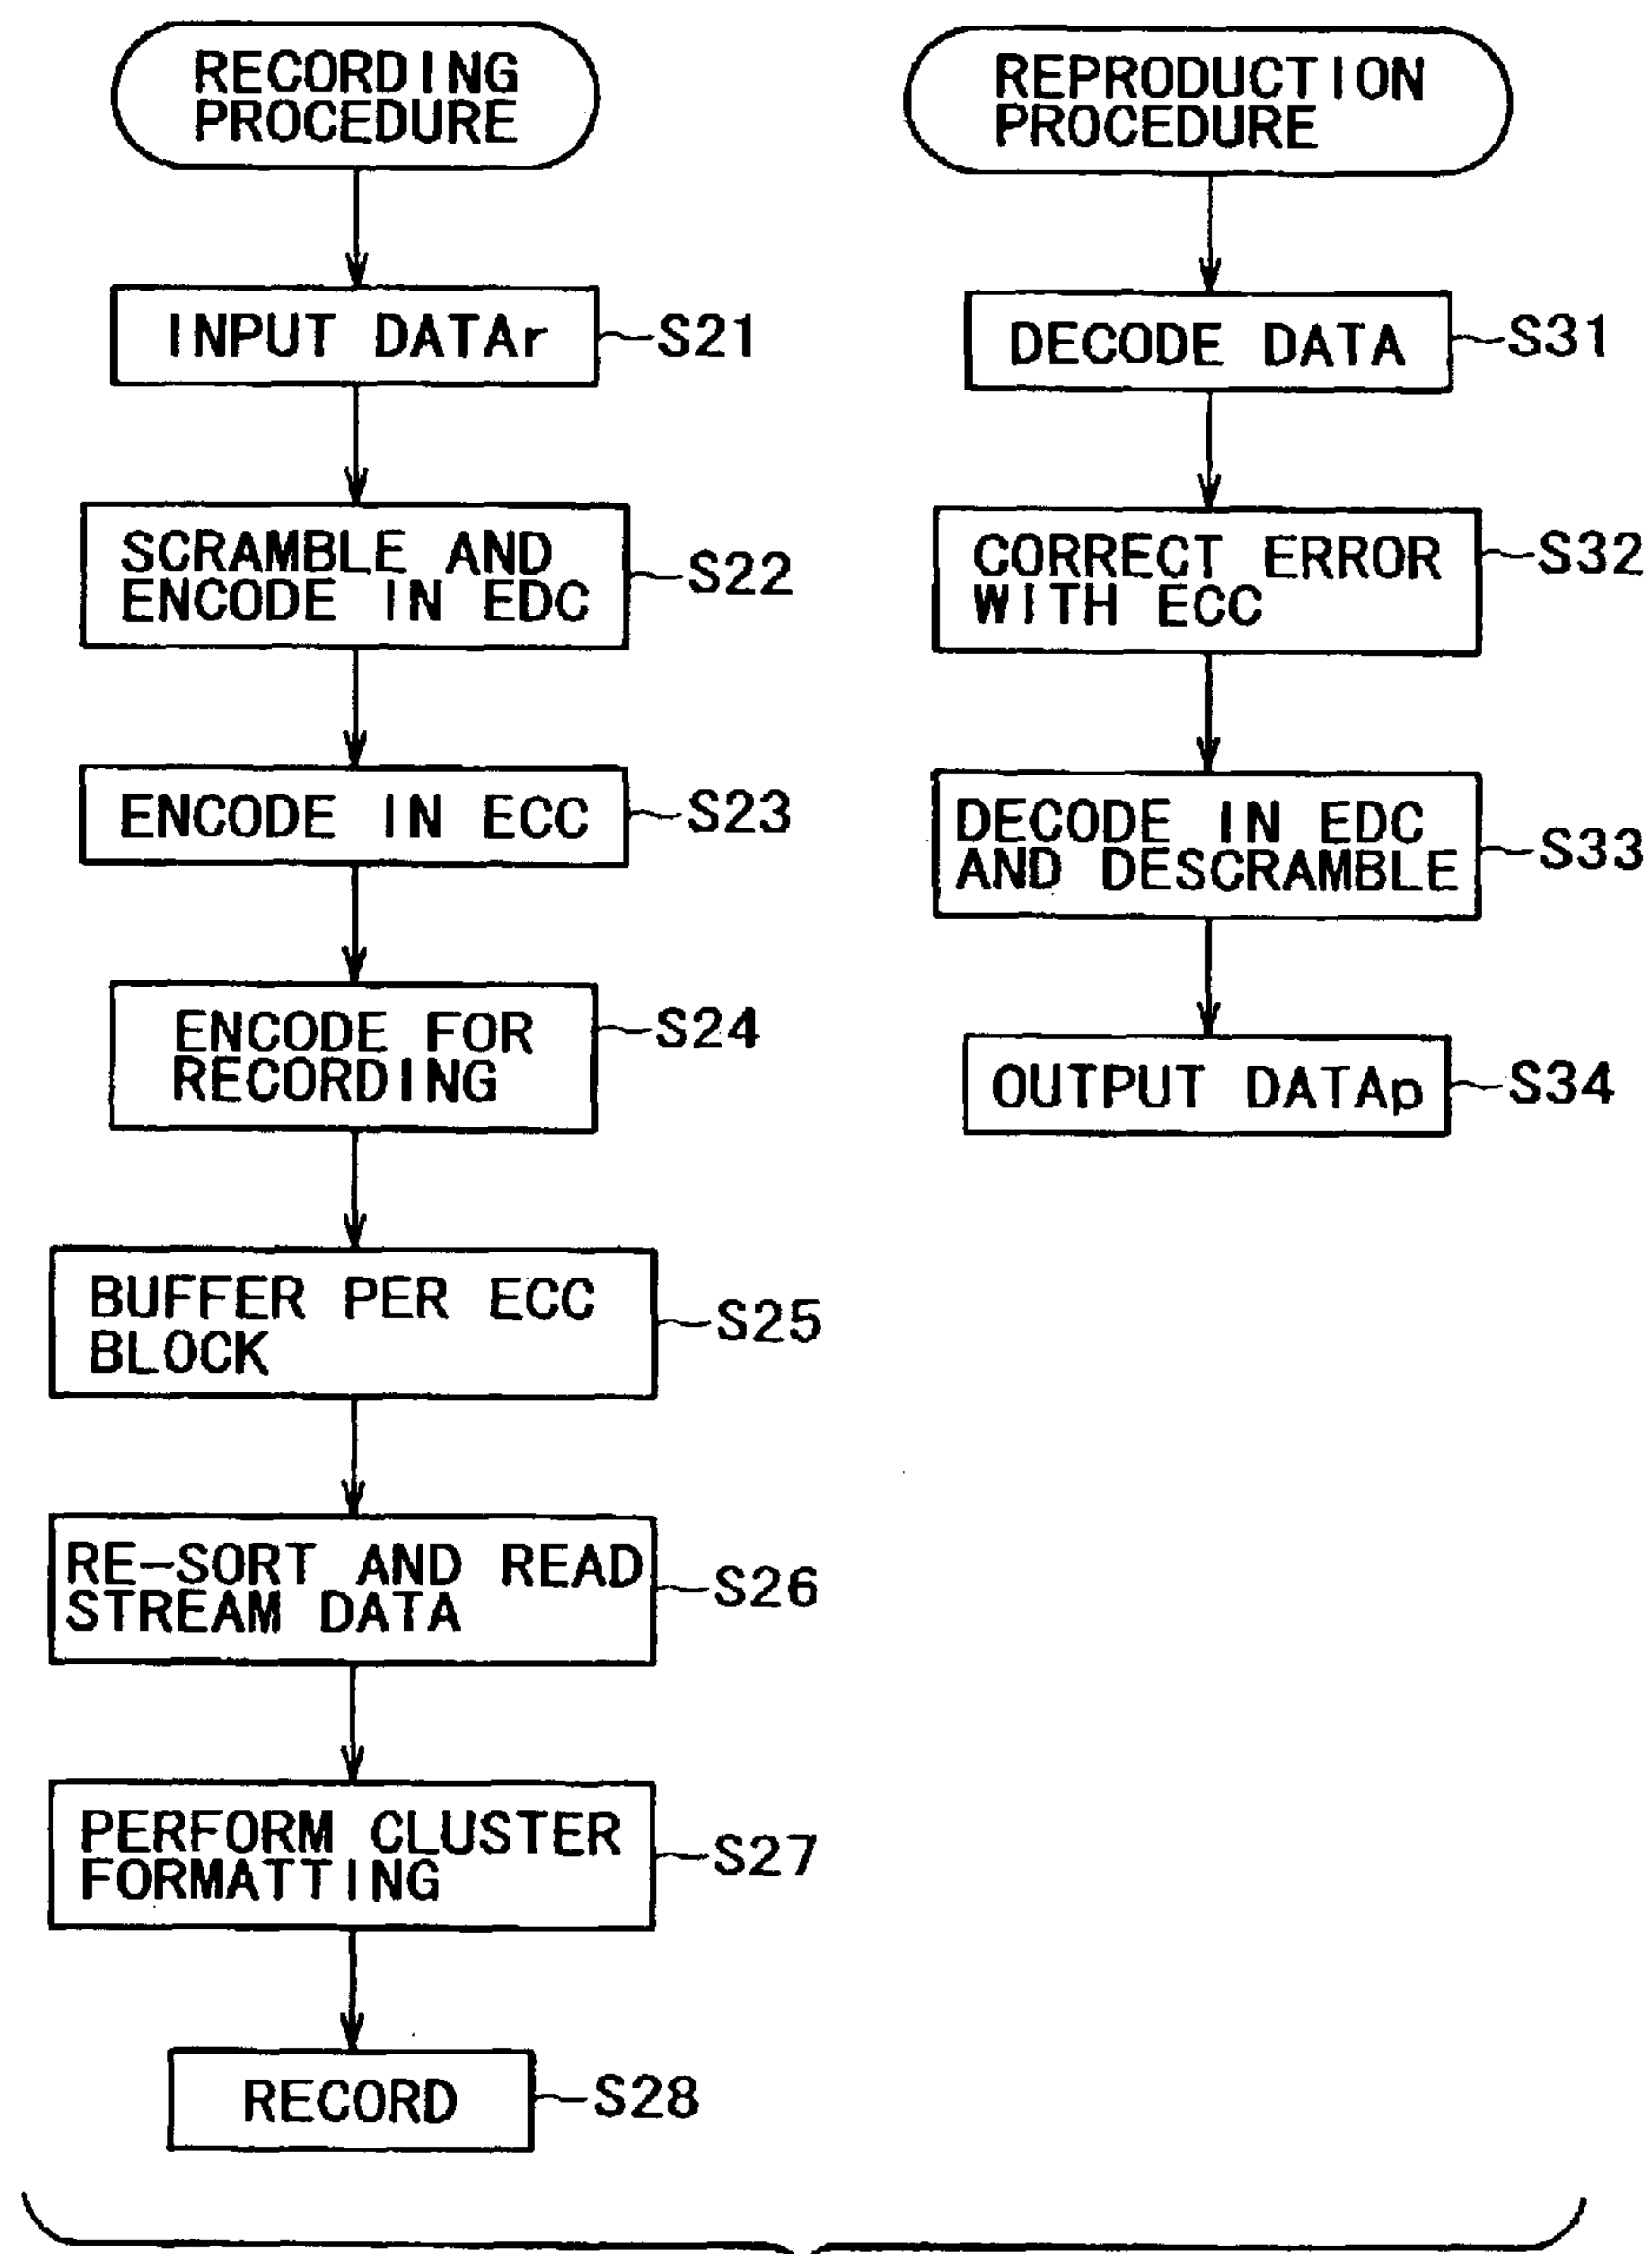 RECORDING
PROCEDURE
INPUT DATAr
S21
SCRAMBLE AND
ENCODE IN EDC
S22
ENCODE IN ECC
S23
ENCODE FOR
RECORDING
S24
BUFFER PER ECC
BLOCK
S25
RE-SORT AND READ
STREAM DATA
S26
PERFORM CLUSTER
FORMATTING
S27
RECORD
S28
REPRODUCTION
PROCEDURE
DECODE DATA
S31
CORRECT ERROR
WITH ECC
S32
DECODE IN EDC
AND DESCRAMBLE
S33
OUTPUT DATAp
S34